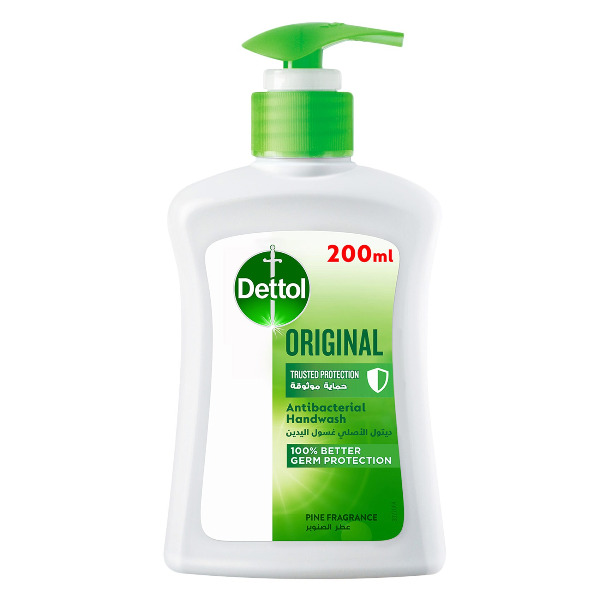 200ml
Dettol
ORIGINAL
TRUSTED PROTECTION
حماية موثوقة
Antibacterial
Handwash
ديتول الأصلي غسول اليدين
100% BETTER
GERM PROTECTION
PINE FRAGRANCE
عطر الصنوبر